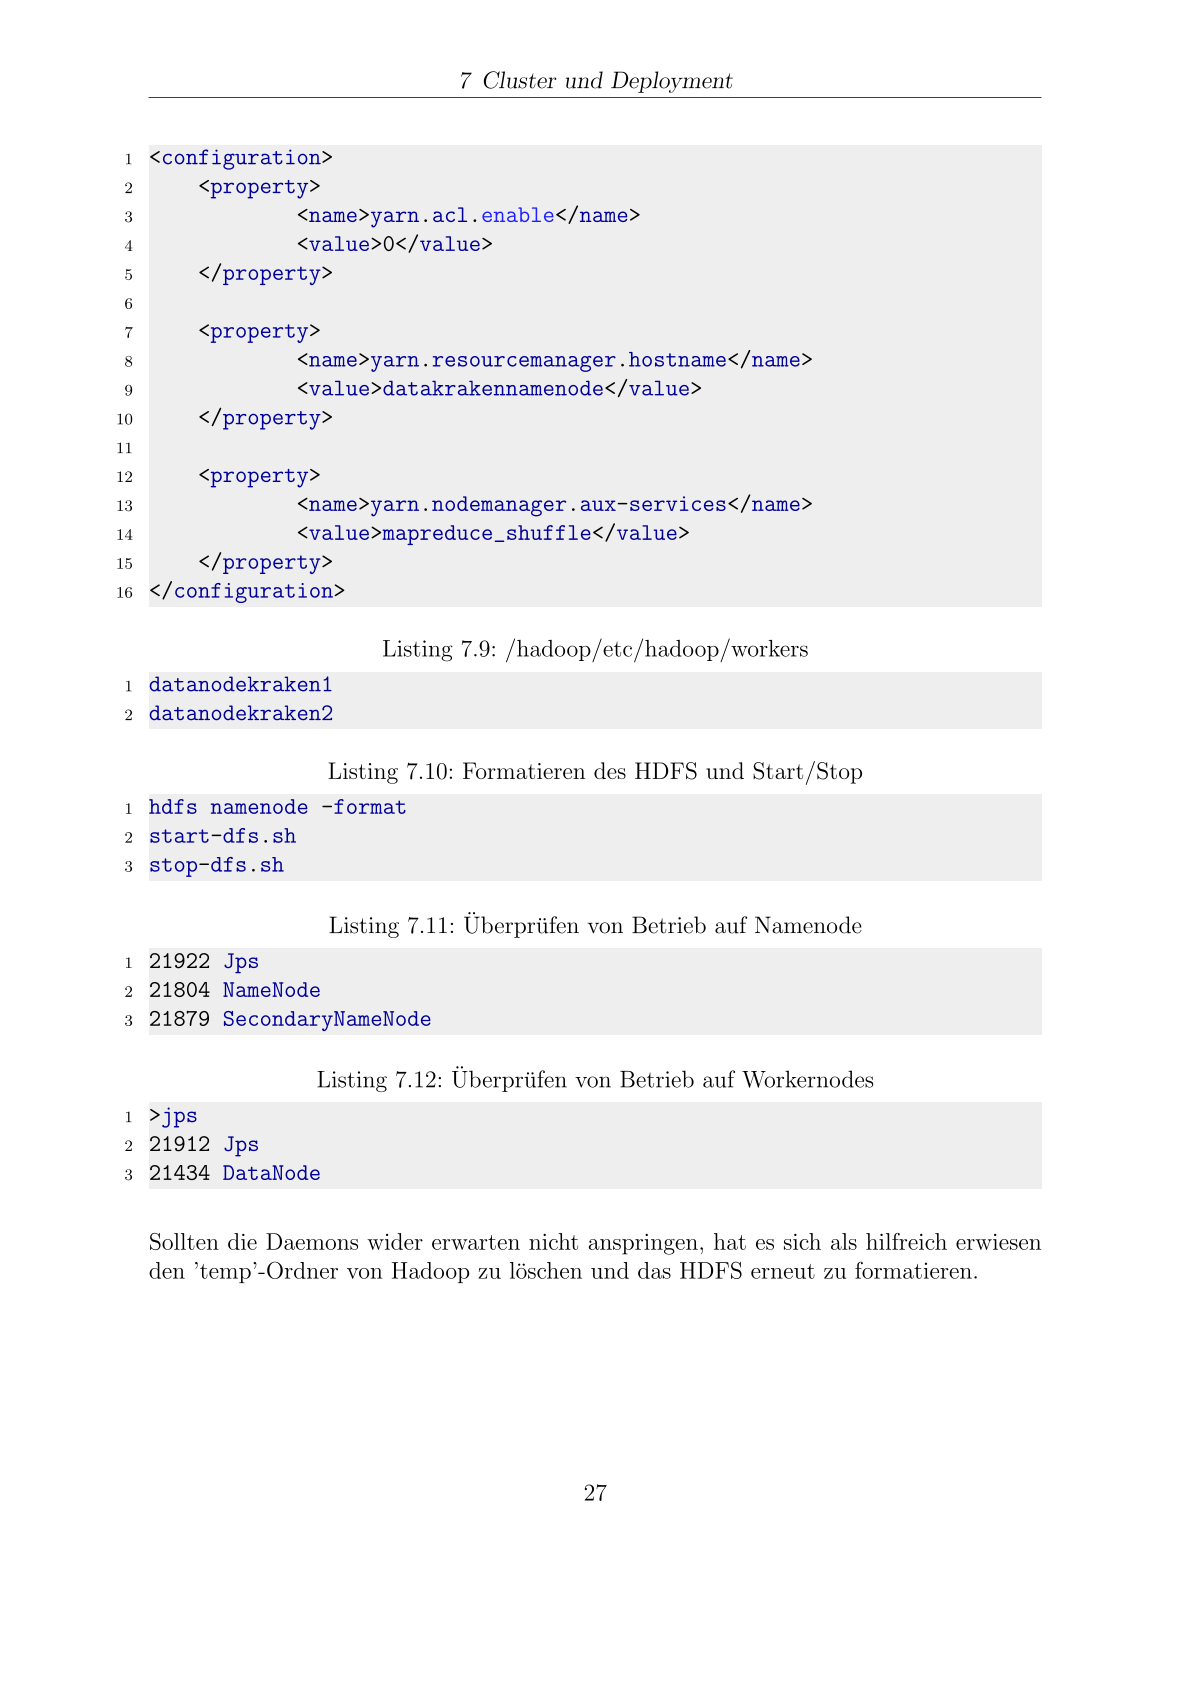 7 Cluster und Deployment
1 <configuration>
2     <property>
3             <name>yarn.acl.enable</name>
4             <value>0</value>
5     </property>
6
7     <property>
8             <name>yarn.resourcemanager.hostname</name>
9             <value>datakrakennamenode</value>
10     </property>
11
12     <property>
13             <name>yarn.nodemanager.aux-services</name>
14             <value>mapreduce_shuffle</value>
15     </property>
16 </configuration>
Listing 7.9: /hadoop/etc/hadoop/workers
1 datanodekraken1
2 datanodekraken2
Listing 7.10: Formatieren des HDFS und Start/Stop
1 hdfs namenode -format
2 start-dfs.sh
3 stop-dfs.sh
Listing 7.11: Überprüfen von Betrieb auf Namenode
1 21922 Jps
2 21804 NameNode
3 21879 SecondaryNameNode
Listing 7.12: Überprüfen von Betrieb auf Workernodes
1 >jps
2 21912 Jps
3 21434 DataNode
Sollten die Daemons wider erwarten nicht anspringen, hat es sich als hilfreich erwiesen
den ’temp’-Ordner von Hadoop zu löschen und das HDFS erneut zu formatieren.
27